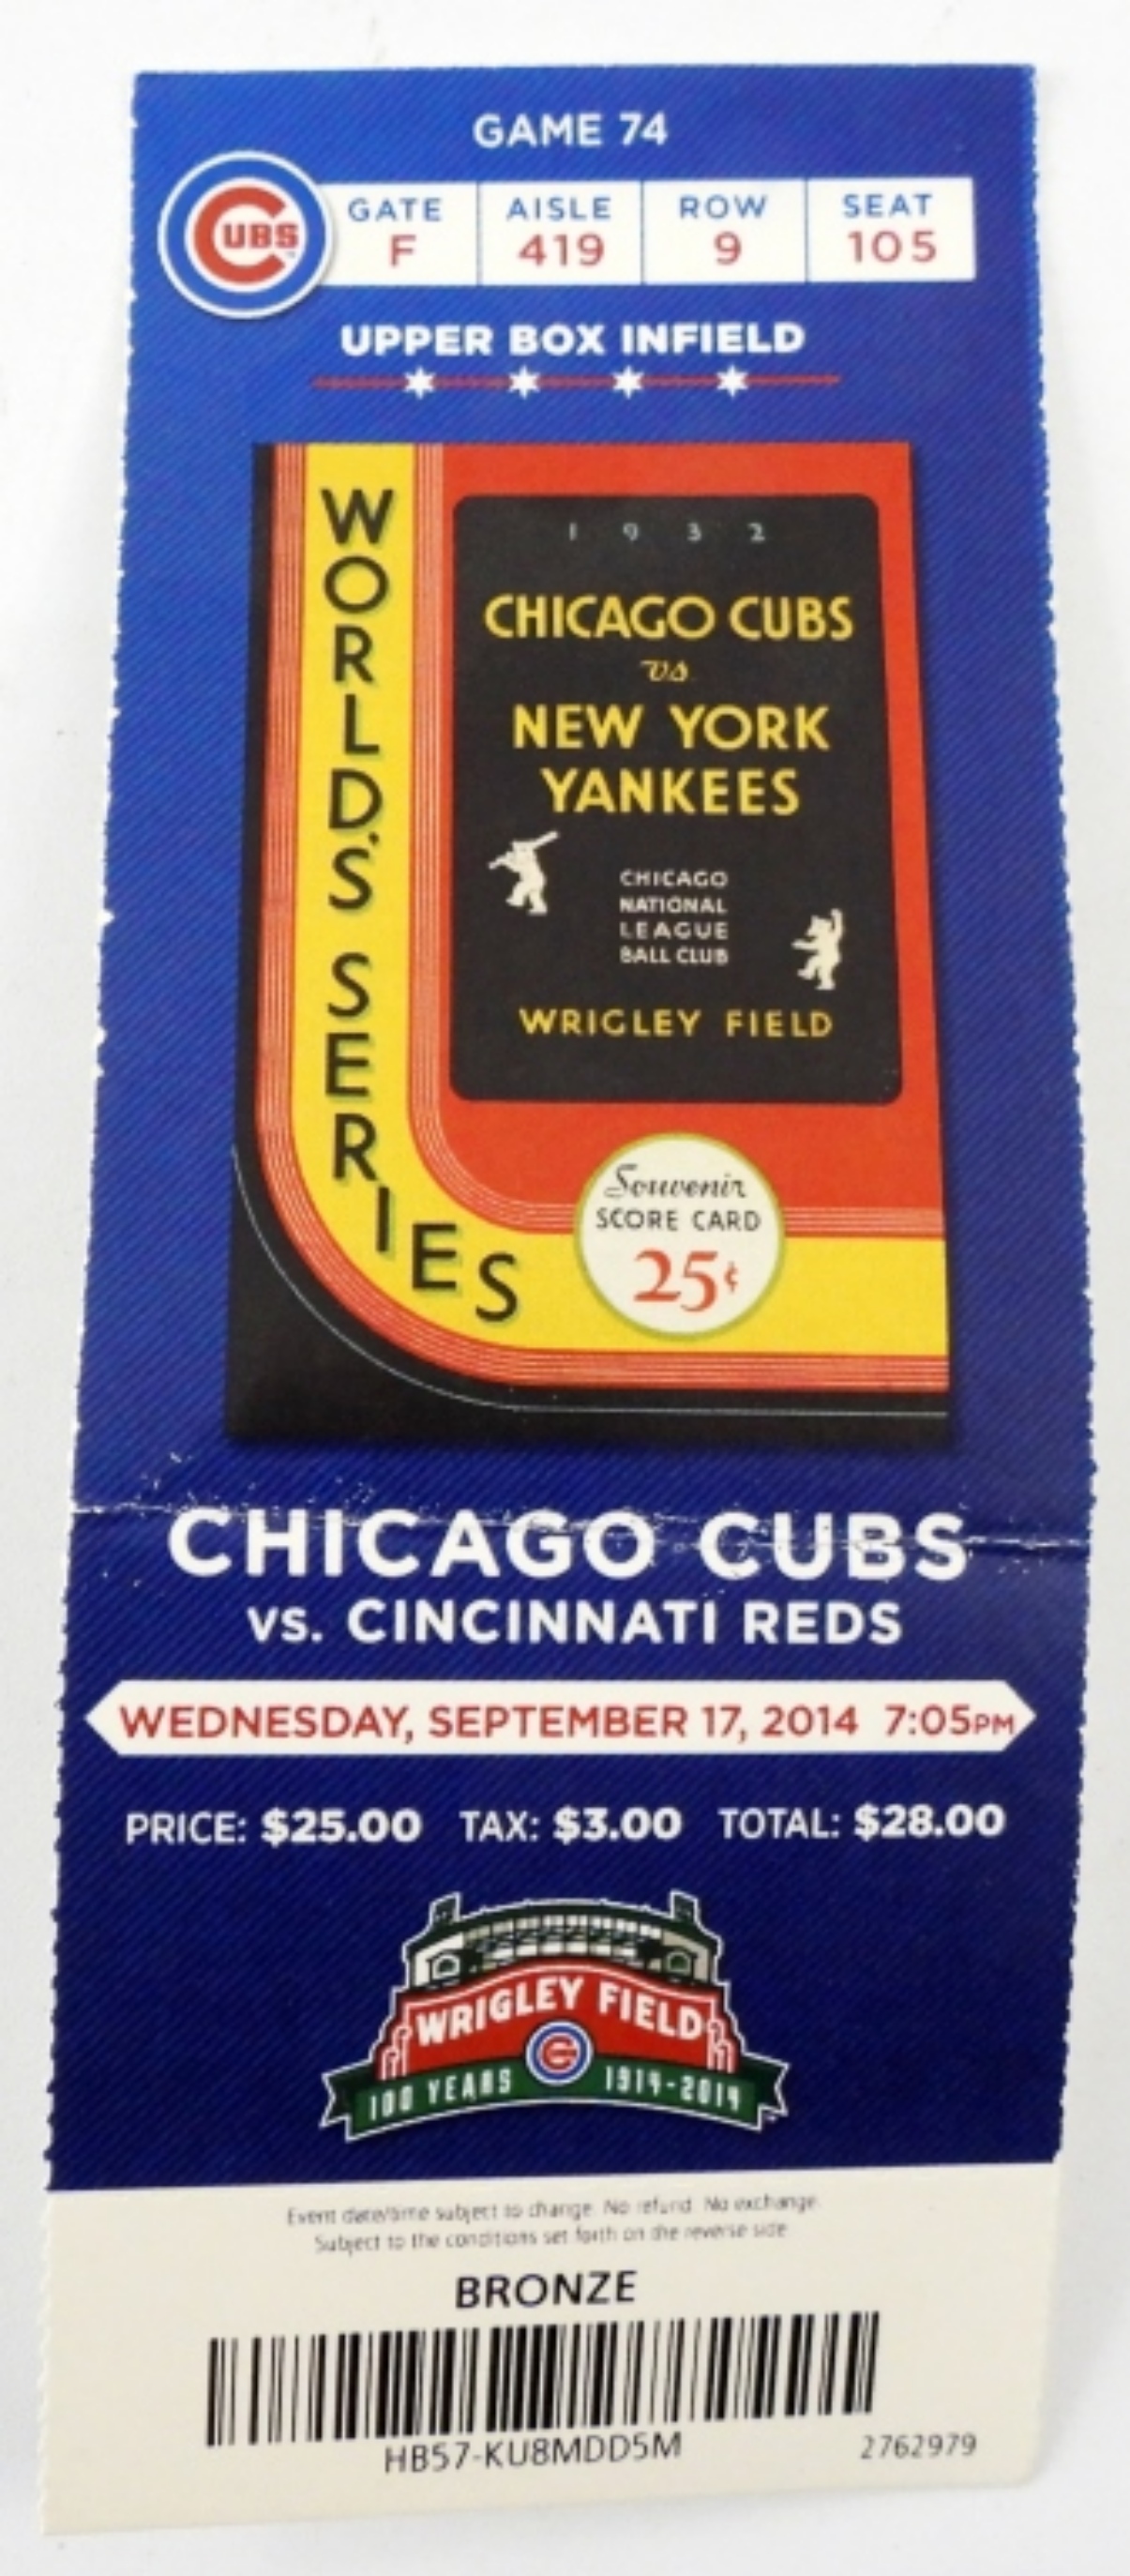 GAME 74
CUBS
GATE AISLE ROW SEAT
F 419 9 105
UPPER BOX INFIELD
WORLD'S SERIES
1932
CHICAGO CUBS
vs
NEW YORK
YANKEES
CHICAGO
NATIONAL
LEAGUE
BALL CLUB
WRIGLEY FIELD
Souvenir
SCORE CARD
25¢
CHICAGO CUBS
VS. CINCINNATI REDS
WEDNESDAY, SEPTEMBER 17, 2014 7:05PM
PRICE: $25.00 TAX: $3.00 TOTAL: $28.00
WRIGLEY FIELD
C
100 YEARS 1914-2014
Event date/time subject to change. No refund. No exchange.
Subject to the conditions set forth on the reverse side
BRONZE
HB57-KU8MDD5M 2762979